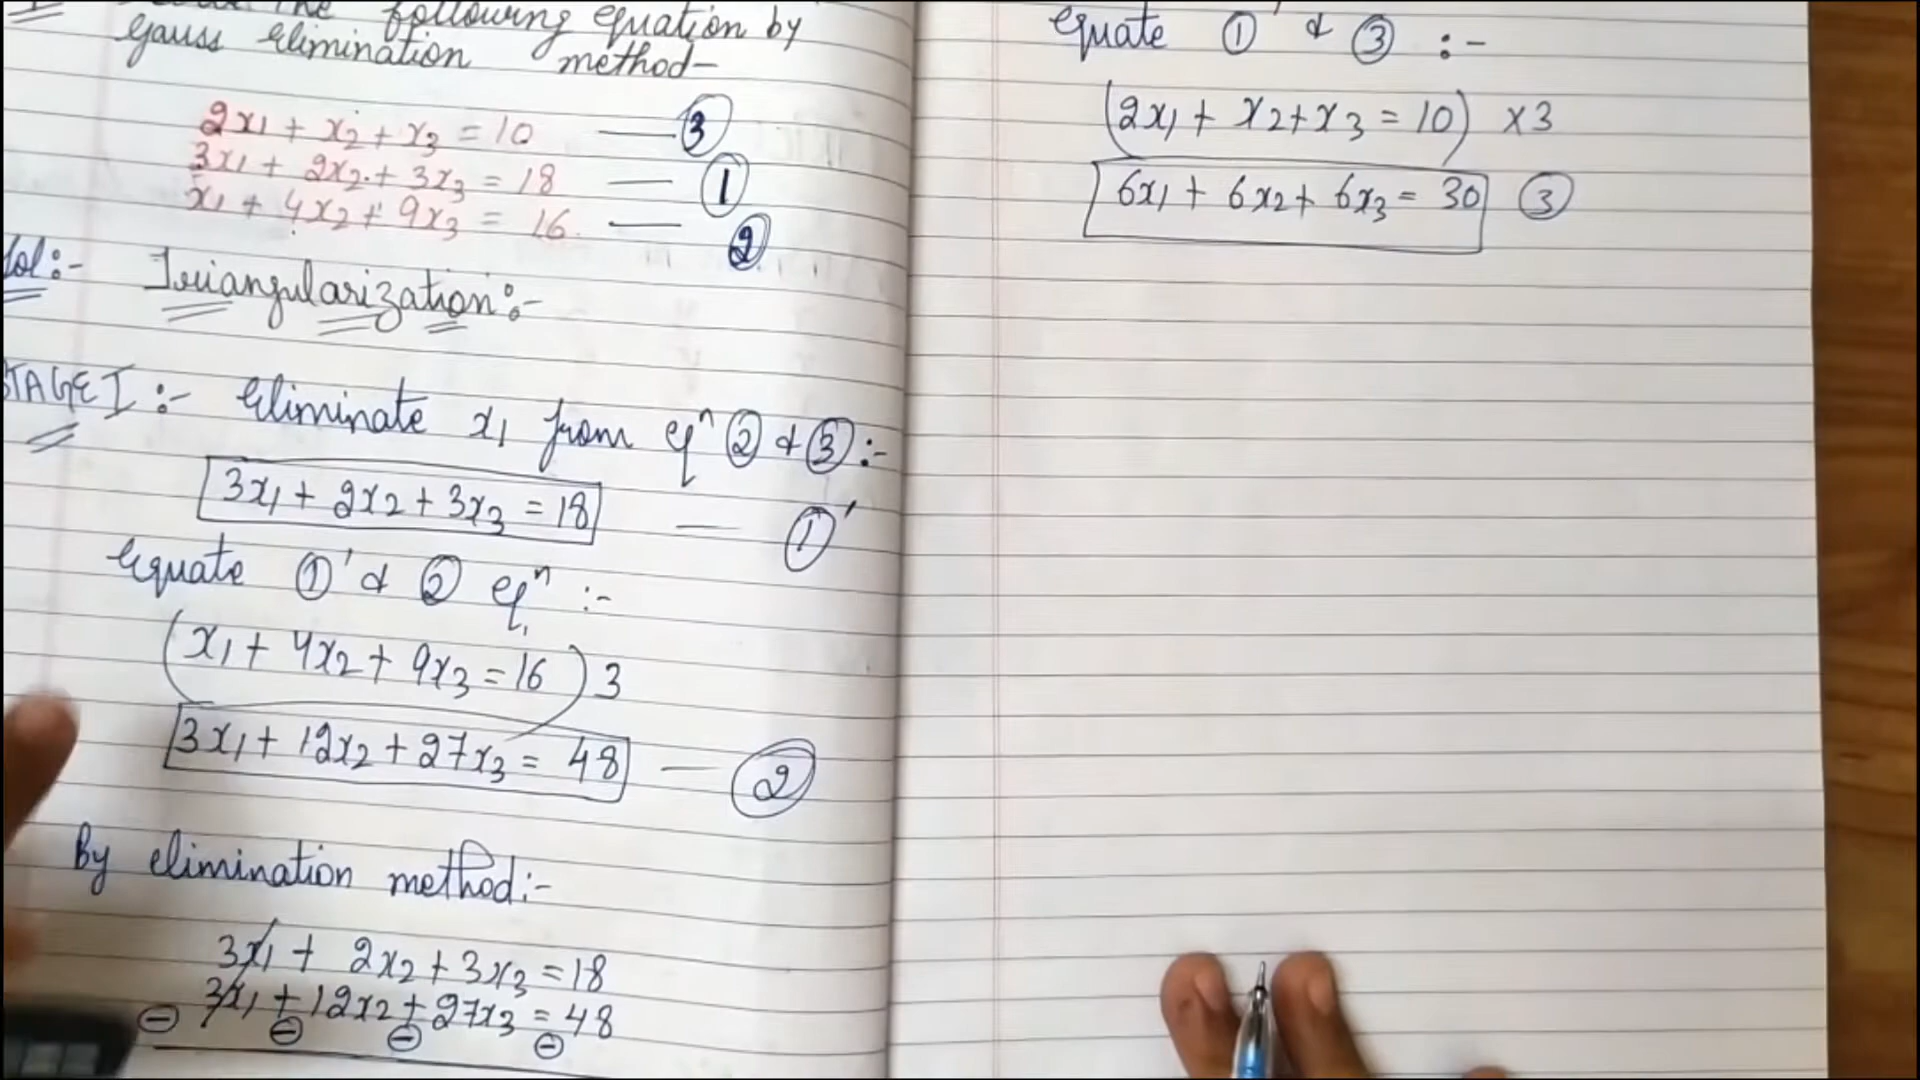 the following equation by
Gauss elimination method-
2x₁ + x₂ + x₃ = 10 — ③
3x₁ + 2x₂ + 3x₃ = 18 — ①
x₁ + 4x₂ + 9x₃ = 16. — ②
Sol:- Triangularization:-
STAGE I :- Eliminate x₁ from eqⁿ ② & ③ :-
3x₁ + 2x₂ + 3x₃ = 18 — ①'
Equate ①' & ② eqⁿ :-
(x₁ + 4x₂ + 9x₃ = 16) 3
3x₁ + 12x₂ + 27x₃ = 48 — ②
By elimination method:-
3x₁ + 2x₂ + 3x₃ = 18
3x₁ + 12x₂ + 27x₃ = 48
⊖ ⊖ ⊖ ⊖
Equate ①' & ③ :-
(2x₁ + x₂ + x₃ = 10) ×3
6x₁ + 6x₂ + 6x₃ = 30 ③